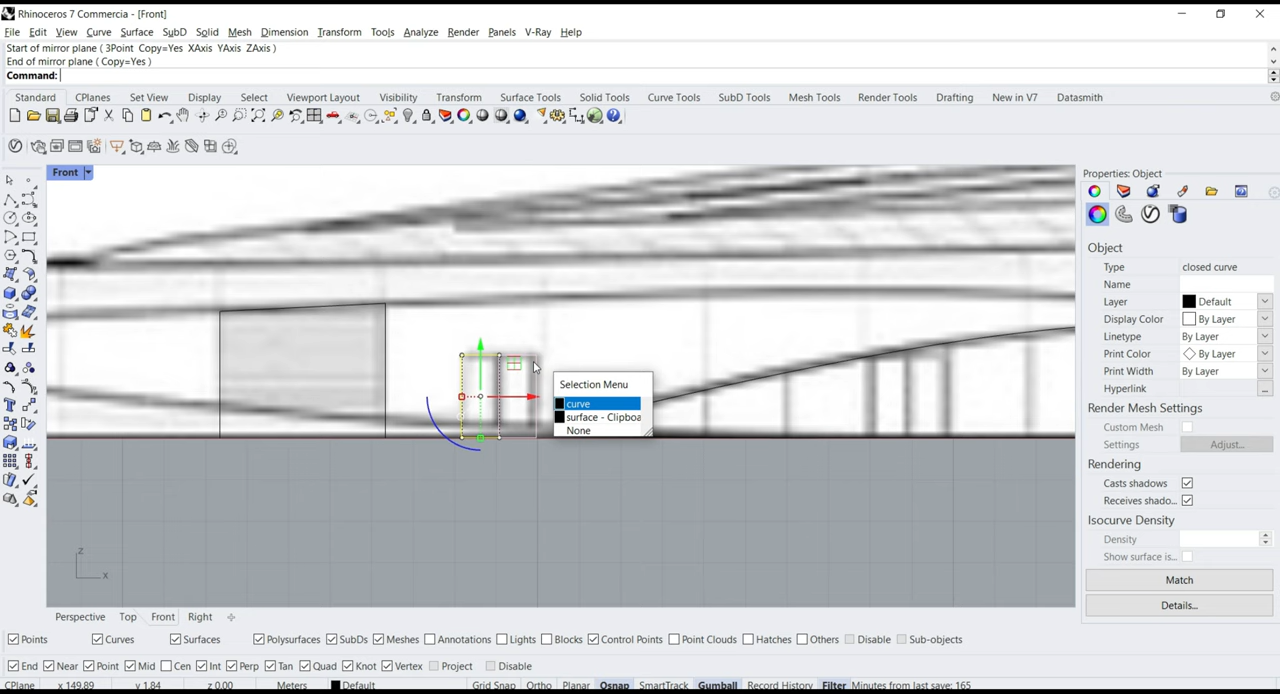 Rhinoceros 7 Commercia - [Front]
File Edit View Curve Surface SubD Solid Mesh Dimension Transform Tools Analyze Render Panels V-Ray Help
Start of mirror plane ( 3Point Copy=Yes XAxis YAxis ZAxis )
End of mirror plane ( Copy=Yes )
Command:
Standard CPlanes Set View Display Select Viewport Layout Visibility Transform Surface Tools Solid Tools Curve Tools SubD Tools Mesh Tools Render Tools Drafting New in V7 Datasmith
Front
Selection Menu
curve
surface - Clipboa
None
z
x
Properties: Object
Object
Type closed curve
Name
Layer Default
Display Color By Layer
Linetype By Layer
Print Color By Layer
Print Width By Layer
Hyperlink ...
Render Mesh Settings
Custom Mesh
Settings Adjust...
Rendering
Casts shadows
Receives shado...
Isocurve Density
Density
Show surface is...
Match
Details...
Perspective Top Front Right
Points Curves Surfaces Polysurfaces SubDs Meshes Annotations Lights Blocks Control Points Point Clouds Hatches Others Disable Sub-objects
End Near Point Mid Cen Int Perp Tan Quad Knot Vertex Project Disable
CPlane x 149.89 y 1.84 z 0.00 Meters Default Grid Snap Ortho Planar Osnap SmartTrack Gumball Record History Filter Minutes from last save: 165